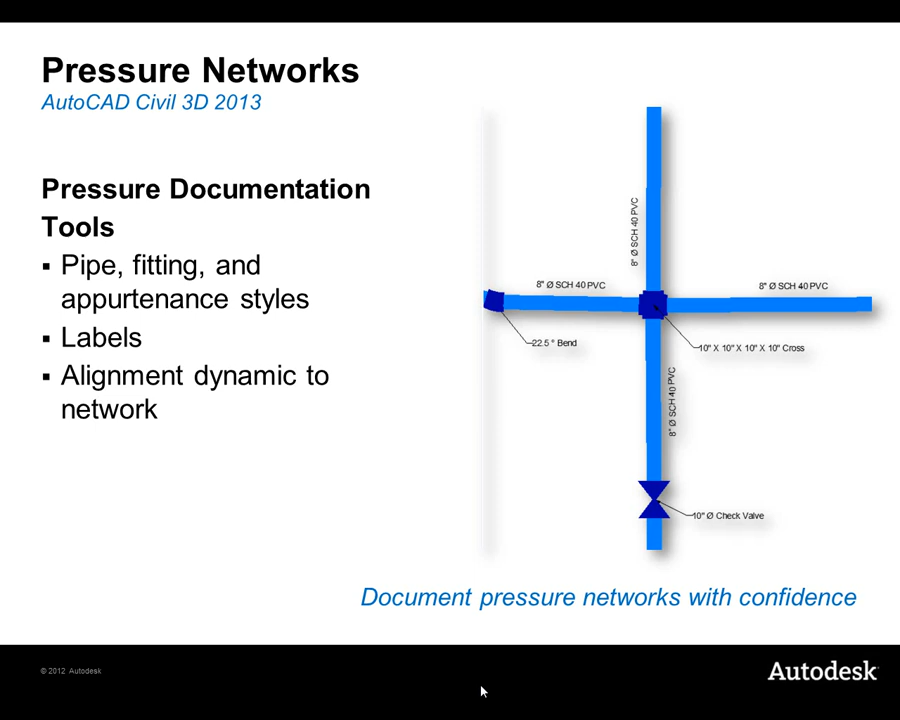 Pressure Networks
AutoCAD Civil 3D 2013
Pressure Documentation
Tools
▪ Pipe, fitting, and
appurtenance styles
▪ Labels
▪ Alignment dynamic to
network
8" Ø SCH 40 PVC
8" Ø SCH 40 PVC
8" Ø SCH 40 PVC
22.5 ° Bend
10" X 10" X 10" X 10" Cross
8" Ø SCH 40 PVC
10" Ø Check Valve
Document pressure networks with confidence
© 2012 Autodesk
Autodesk